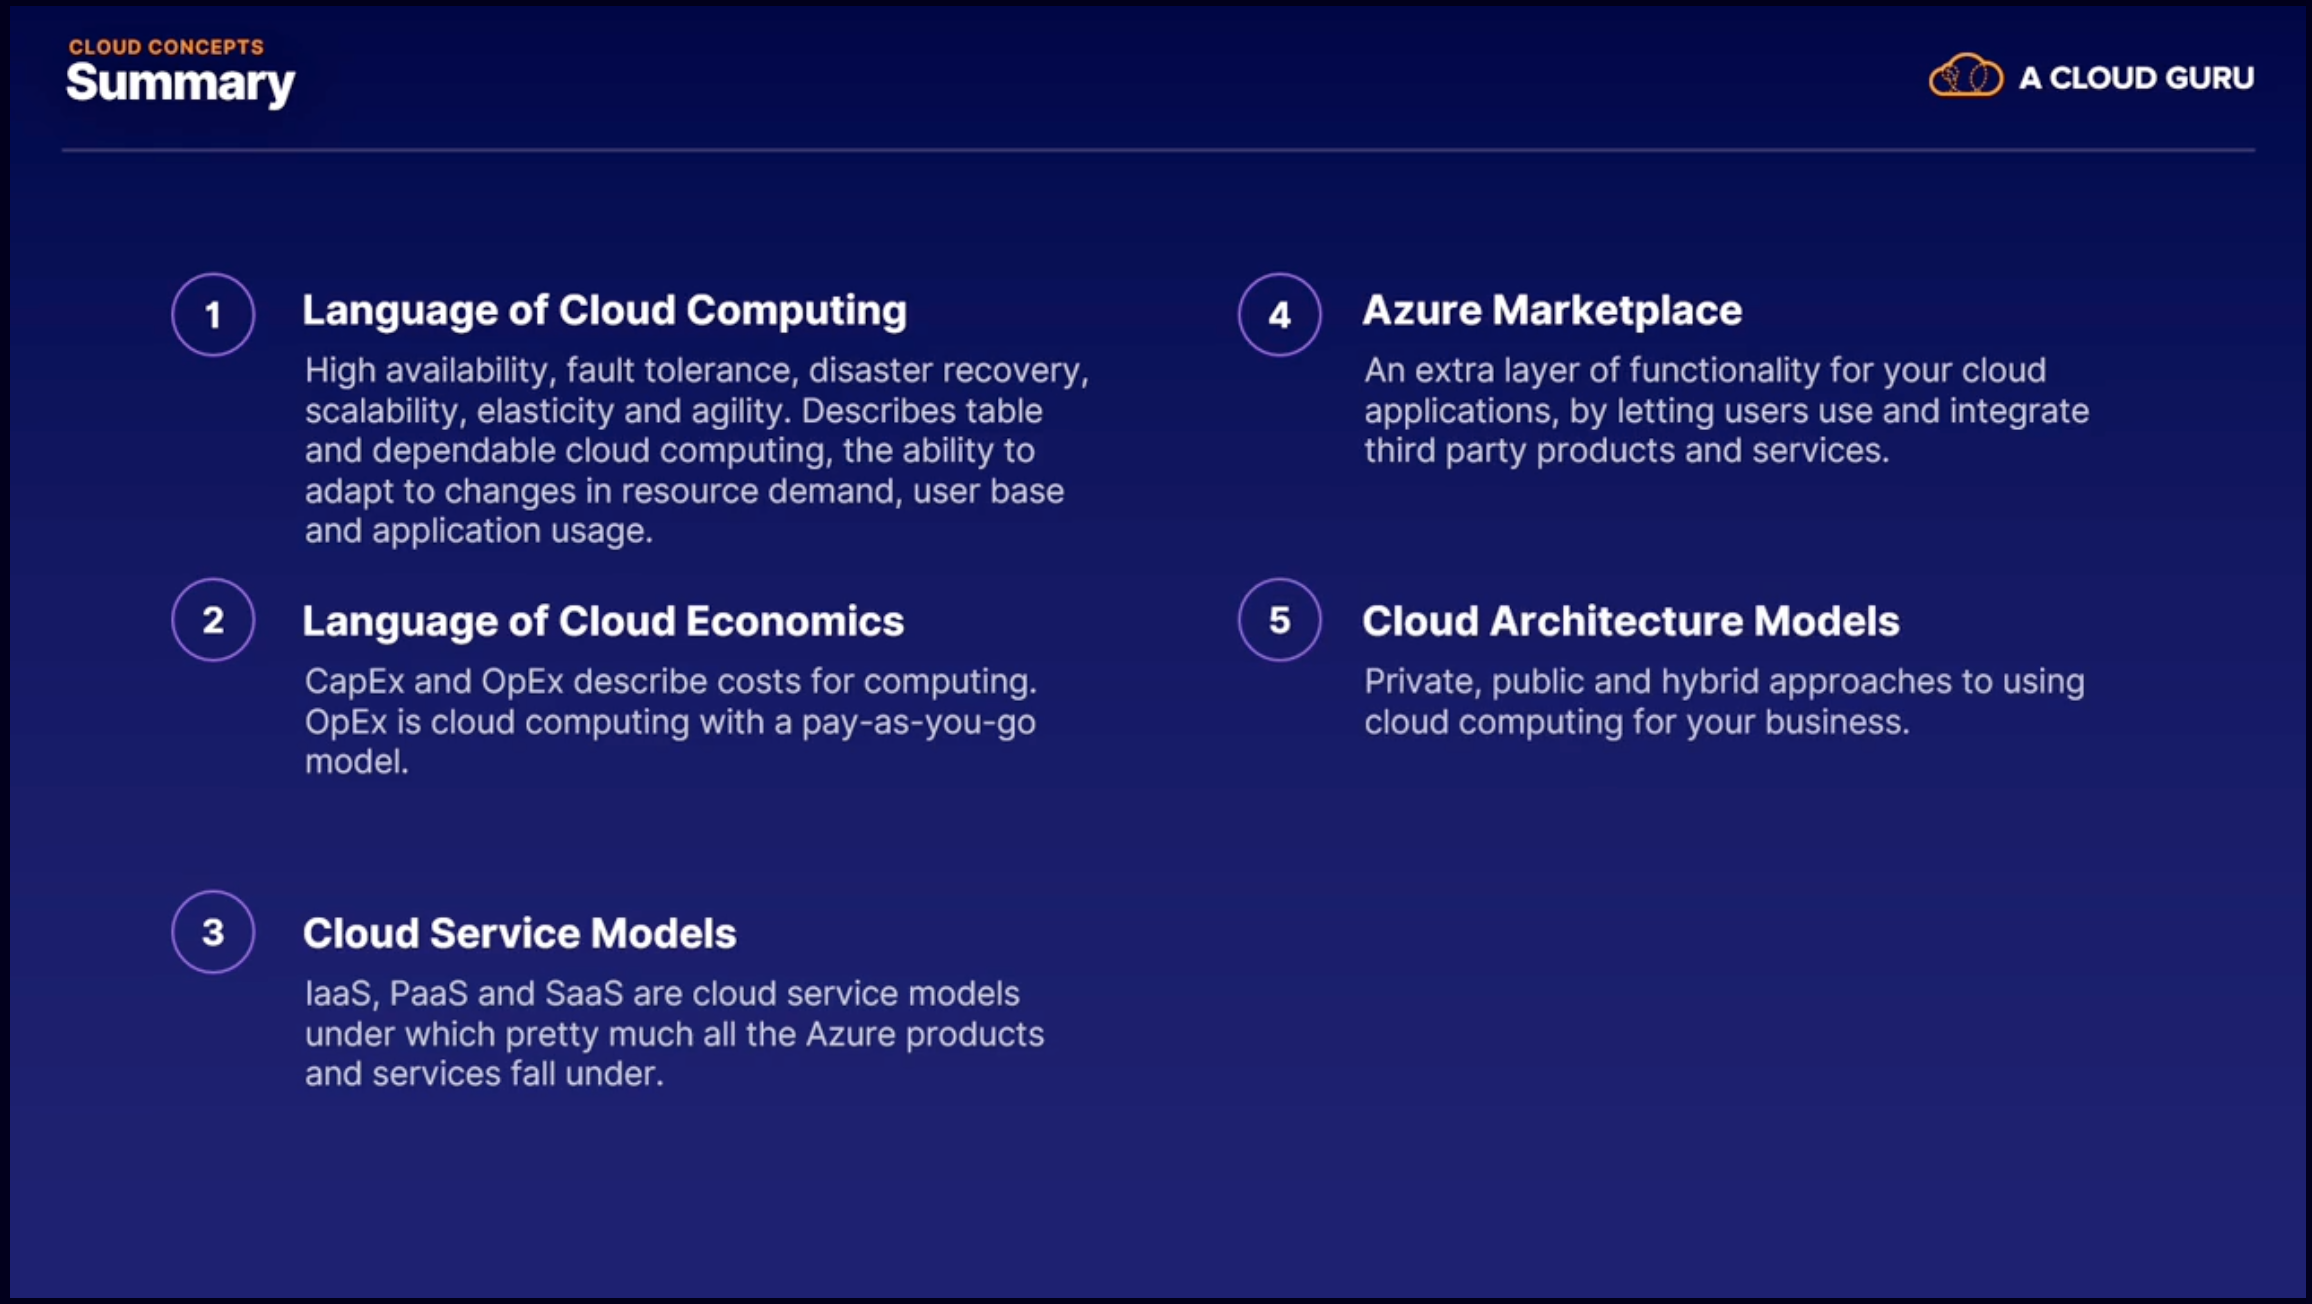 CLOUD CONCEPTS
Summary
A CLOUD GURU
1
Language of Cloud Computing
High availability, fault tolerance, disaster recovery,
scalability, elasticity and agility. Describes table
and dependable cloud computing, the ability to
adapt to changes in resource demand, user base
and application usage.
2
Language of Cloud Economics
CapEx and OpEx describe costs for computing.
OpEx is cloud computing with a pay-as-you-go
model.
3
Cloud Service Models
IaaS, PaaS and SaaS are cloud service models
under which pretty much all the Azure products
and services fall under.
4
Azure Marketplace
An extra layer of functionality for your cloud
applications, by letting users use and integrate
third party products and services.
5
Cloud Architecture Models
Private, public and hybrid approaches to using
cloud computing for your business.